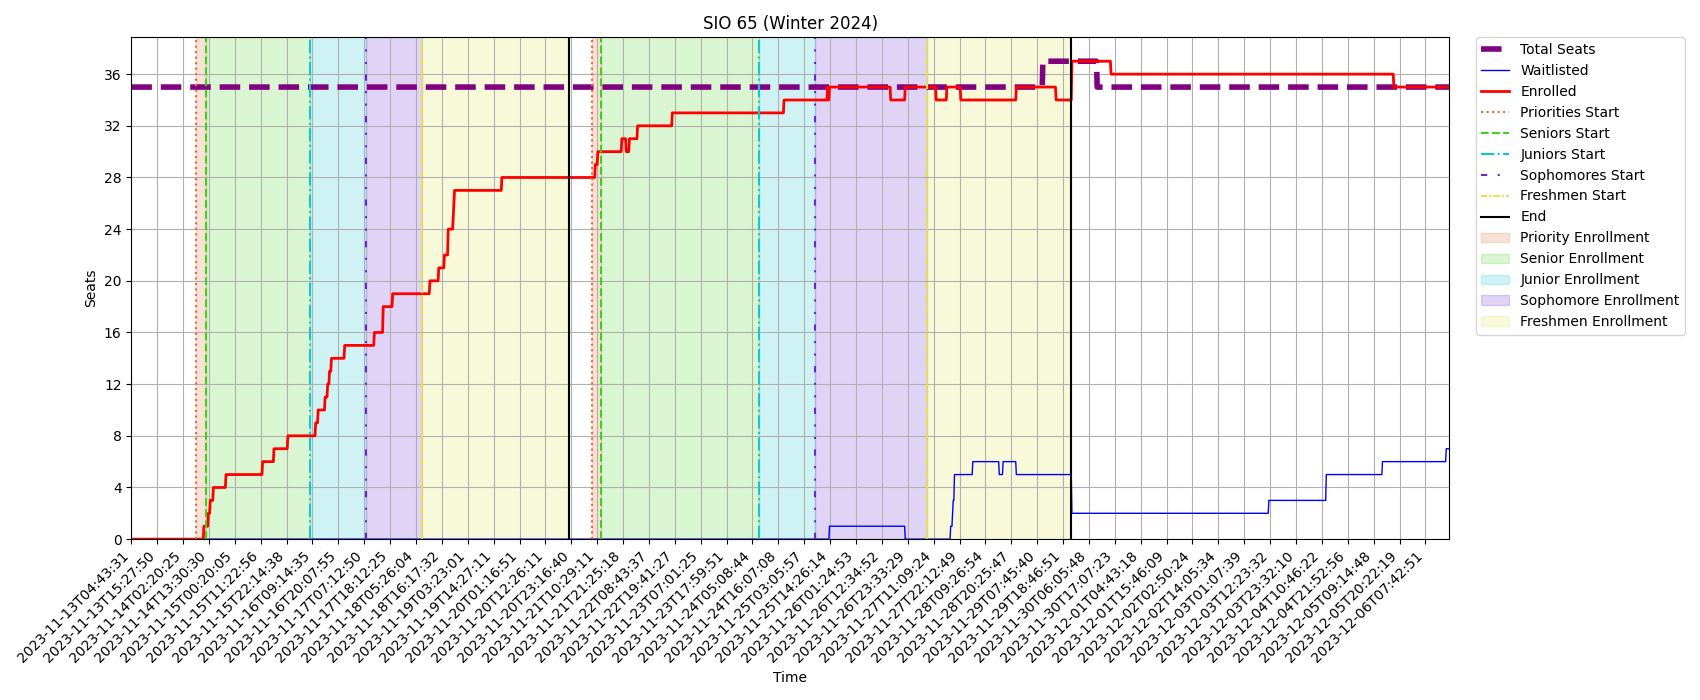 SIO 65 (Winter 2024)
Seats
36
32
28
24
20
16
12
8
4
0
2023-11-13T04:43:31
2023-11-13T15:27:50
2023-11-14T02:20:25
2023-11-14T13:30:30
2023-11-15T00:20:05
2023-11-15T11:22:56
2023-11-15T22:14:38
2023-11-16T09:14:35
2023-11-16T20:07:55
2023-11-17T07:12:50
2023-11-17T18:12:25
2023-11-18T05:26:04
2023-11-18T16:17:32
2023-11-19T03:23:01
2023-11-19T14:27:11
2023-11-20T01:16:51
2023-11-20T12:26:11
2023-11-20T23:16:40
2023-11-21T10:29:11
2023-11-21T21:25:18
2023-11-22T08:43:37
2023-11-22T19:41:27
2023-11-23T07:01:25
2023-11-23T17:59:51
2023-11-24T05:08:44
2023-11-24T16:07:08
2023-11-25T03:05:57
2023-11-25T14:26:14
2023-11-26T01:24:53
2023-11-26T12:34:52
2023-11-26T23:33:29
2023-11-27T11:09:24
2023-11-27T22:12:49
2023-11-28T09:26:54
2023-11-28T20:25:47
2023-11-29T07:45:40
2023-11-29T18:46:51
2023-11-30T06:05:48
2023-11-30T17:07:23
2023-12-01T04:43:18
2023-12-01T15:46:09
2023-12-02T02:50:24
2023-12-02T14:05:34
2023-12-03T01:07:39
2023-12-03T12:23:32
2023-12-03T23:32:10
2023-12-04T10:46:22
2023-12-04T21:52:56
2023-12-05T09:14:48
2023-12-05T20:22:19
2023-12-06T07:42:51
Time
Total Seats
Waitlisted
Enrolled
Priorities Start
Seniors Start
Juniors Start
Sophomores Start
Freshmen Start
End
Priority Enrollment
Senior Enrollment
Junior Enrollment
Sophomore Enrollment
Freshmen Enrollment